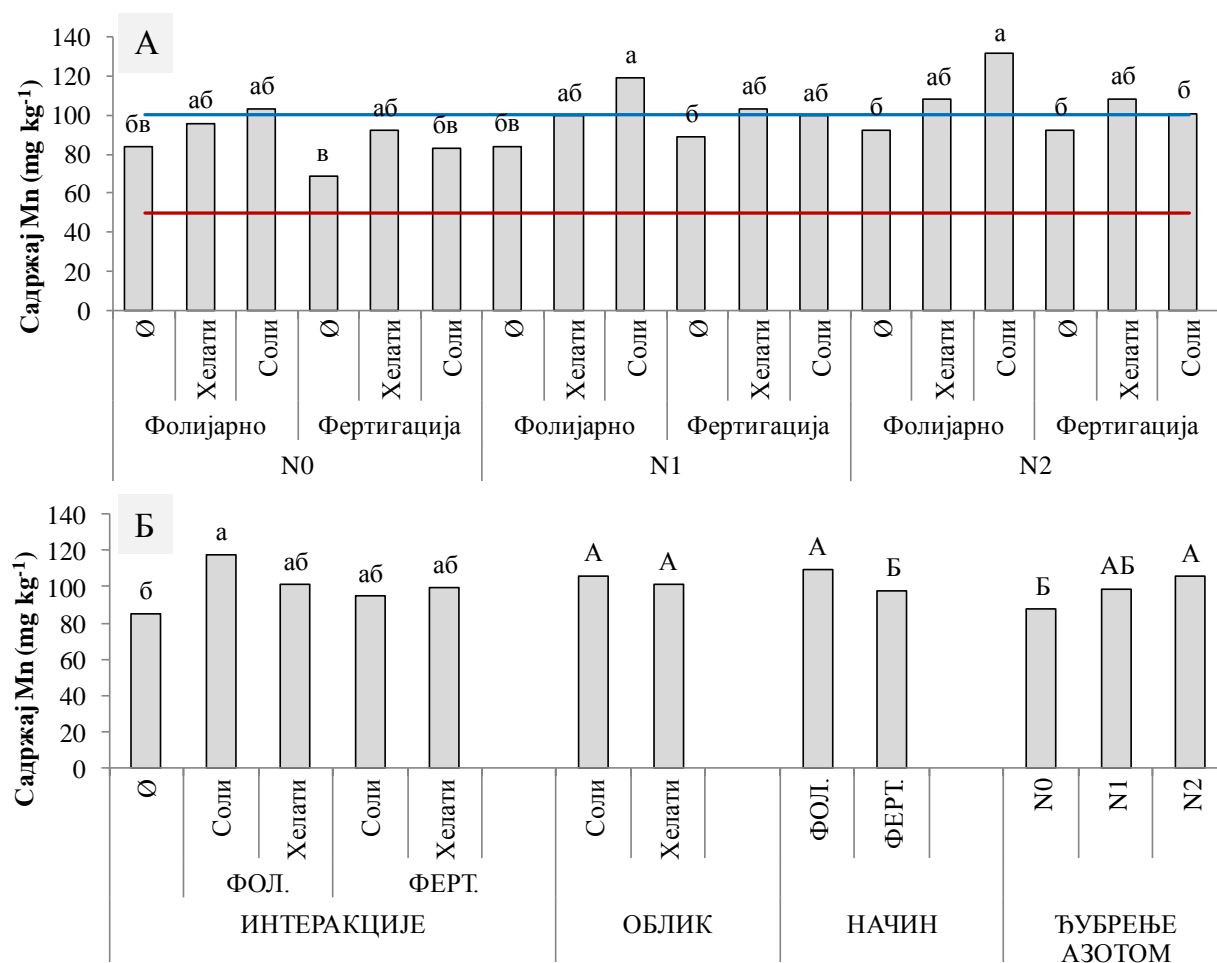 А
Садржај Mn (mg kg-1)
140
120
100
80
60
40
20
0
бв
аб
аб
в
аб
бв
бв
аб
а
б
аб
аб
б
аб
а
б
аб
б
Ø
Хелати
Соли
Ø
Хелати
Соли
Ø
Хелати
Соли
Ø
Хелати
Соли
Ø
Хелати
Соли
Ø
Хелати
Соли
Фолијарно
Фертигација
Фолијарно
Фертигација
Фолијарно
Фертигација
N0
N1
N2
Б
Садржај Mn (mg kg-1)
140
120
100
80
60
40
20
0
б
а
аб
аб
аб
А
А
А
Б
Б
АБ
А
Ø
Соли
Хелати
Соли
Хелати
Соли
Хелати
ФОЛ.
ФЕРТ.
N0
N1
N2
ФОЛ.
ФЕРТ.
ИНТЕРАКЦИЈЕ
ОБЛИК
НАЧИН
ЂУБРЕЊЕ
АЗОТОМ